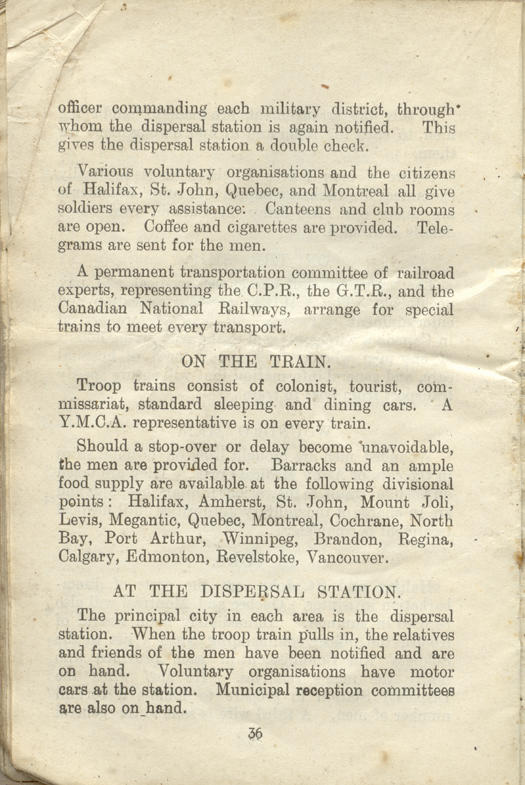 officer commanding each military district, through
whom the dispersal station is again notified. This
gives the dispersal station a double check.
Various voluntary organisations and the citizens
of Halifax, St. John, Quebec, and Montreal all give
soldiers every assistance: Canteens and club rooms
are open. Coffee and cigarettes are provided. Tele-
grams are sent for the men.
A permanent transportation committee of railroad
experts, representing the C.P.R., the G.T.R., and the
Canadian National Railways, arrange for special
trains to meet every transport.
ON THE TRAIN.
Troop trains consist of colonist, tourist, com-
missariat, standard sleeping and dining cars. A
Y.M.C.A. representative is on every train.
Should a stop-over or delay become unavoidable,
the men are provided for. Barracks and an ample
food supply are available at the following divisional
points: Halifax, Amherst, St. John, Mount Joli,
Levis, Megantic, Quebec, Montreal, Cochrane, North
Bay, Port Arthur, Winnipeg, Brandon, Regina,
Calgary, Edmonton, Revelstoke, Vancouver.
AT THE DISPERSAL STATION.
The principal city in each area is the dispersal
station. When the troop train pulls in, the relatives
and friends of the men have been notified and are
on hand. Voluntary organisations have motor
cars at the station. Municipal reception committees
are also on hand.
36